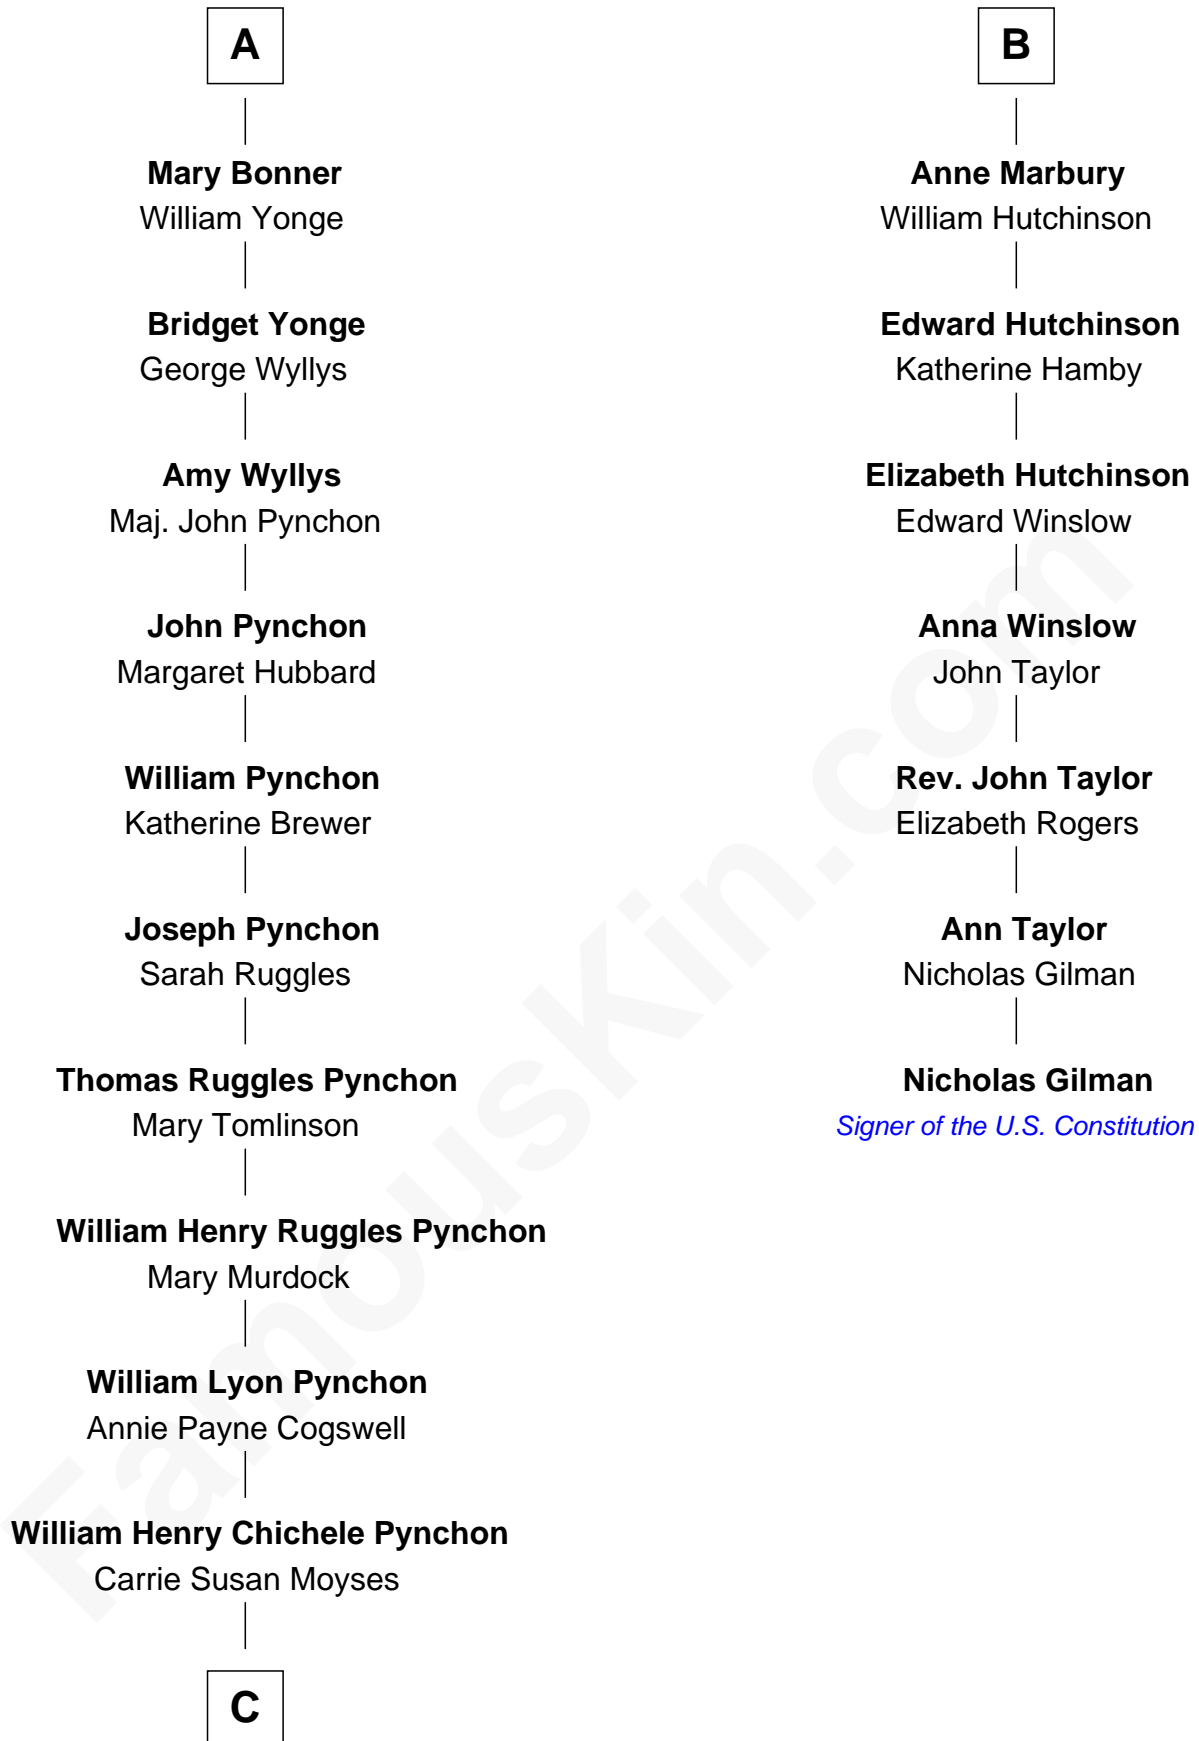 A
Mary Bonner
William Yonge
Bridget Yonge
George Wyllys
Amy Wyllys
Maj. John Pynchon
John Pynchon
Margaret Hubbard
William Pynchon
Katherine Brewer
Joseph Pynchon
Sarah Ruggles
Thomas Ruggles Pynchon
Mary Tomlinson
William Henry Ruggles Pynchon
Mary Murdock
William Lyon Pynchon
Annie Payne Cogswell
William Henry Chichele Pynchon
Carrie Susan Moyses
C
B
Anne Marbury
William Hutchinson
Edward Hutchinson
Katherine Hamby
Elizabeth Hutchinson
Edward Winslow
Anna Winslow
John Taylor
Rev. John Taylor
Elizabeth Rogers
Ann Taylor
Nicholas Gilman
Nicholas Gilman
Signer of the U.S. Constitution
FamousKin.com